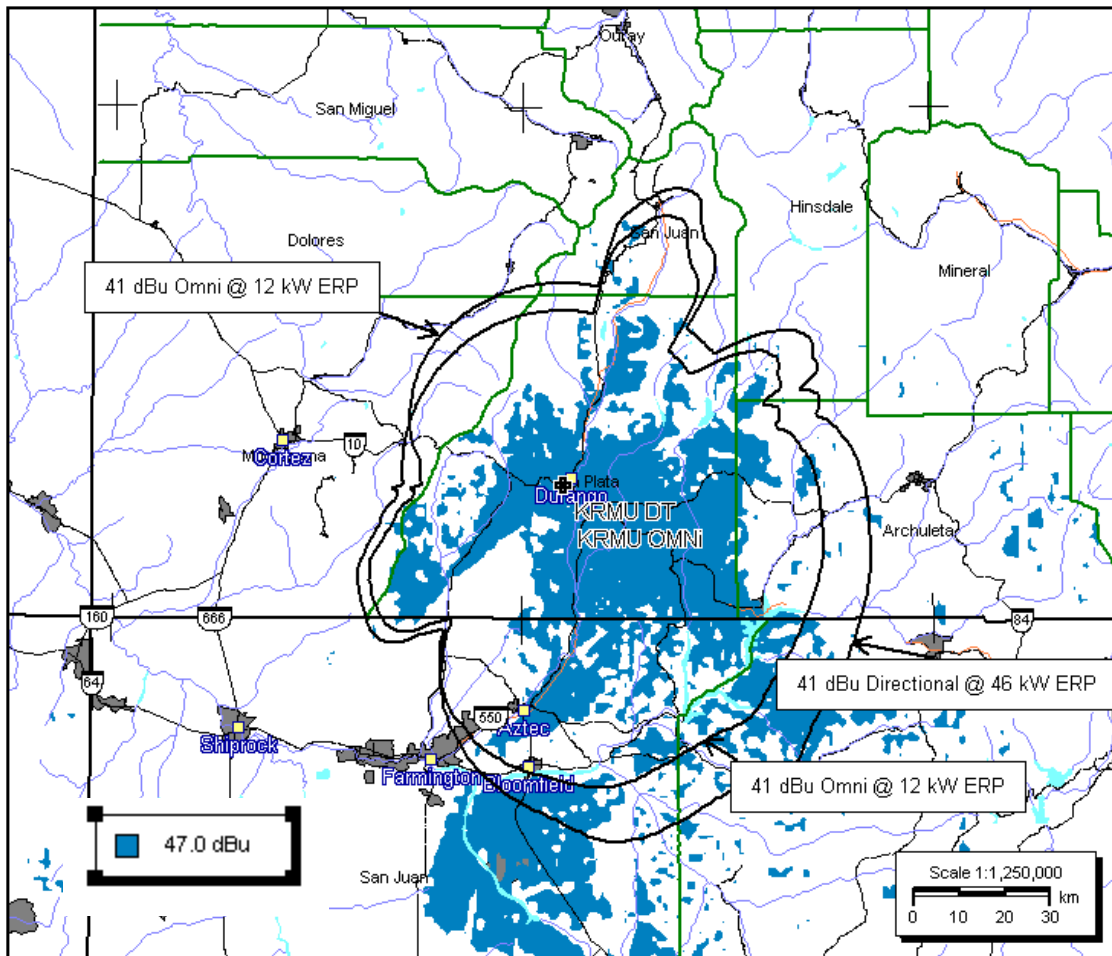 Ouray
San Miguel
Hinsdale
San Juan
Dolores
Mineral
41 dBu Omni @ 12 kW ERP
10
Cortez
Plata
Durango
KRMU DT
KRMU OMNi
Archuleta
160
666
84
64
41 dBu Directional @ 46 kW ERP
550
Aztec
Shiprock
Farmington
Bloomfield
41 dBu Omni @ 12 kW ERP
47.0 dBu
San Juan
Scale 1:1,250,000
km
0 10 20 30